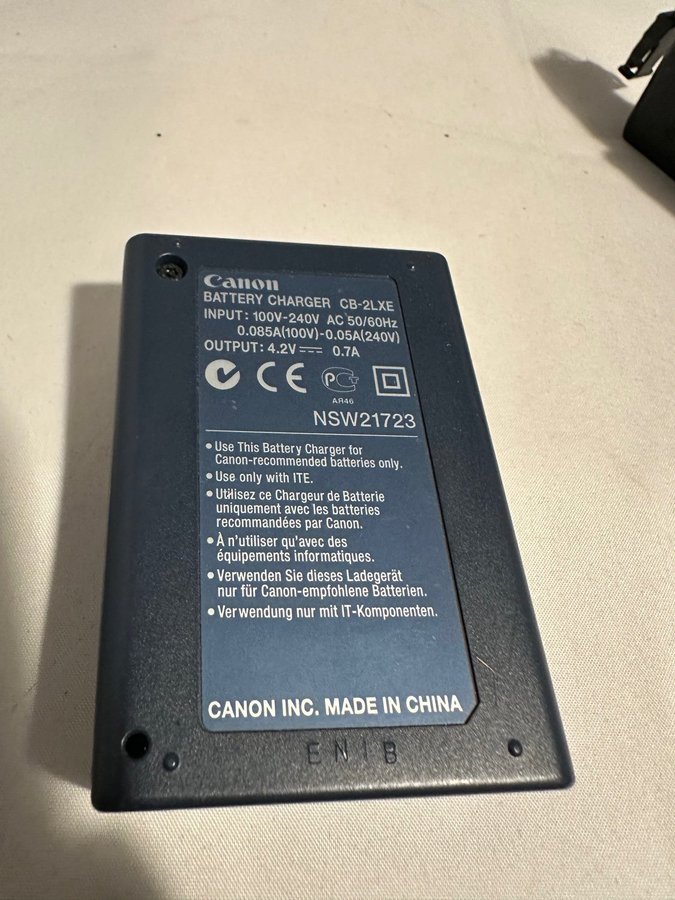 Canon
BATTERY CHARGER CB-2LXE
INPUT: 100V-240V AC 50/60Hz
0.085A(100V)-0.05A(240V)
OUTPUT: 4.2V⎓ 0.7A
CE
PC
АЯ46
NSW21723
• Use This Battery Charger for
Canon-recommended batteries only.
• Use only with ITE.
• Utilisez ce Chargeur de Batterie
uniquement avec les batteries
recommandées par Canon.
• À n'utiliser qu'avec des
équipements informatiques.
• Verwenden Sie dieses Ladegerät
nur für Canon-empfohlene Batterien.
• Verwendung nur mit IT-Komponenten.
CANON INC. MADE IN CHINA
ENIB